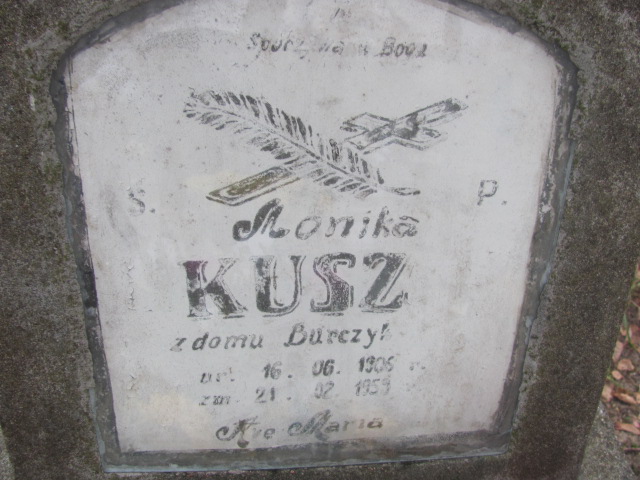 Spoczywa w Bogu
Ś. P.
Monika
KUSZ
z domu Burczyk
ur. 16. 06. 1906 r.
zm. 21. 02. 1959
Ave Maria